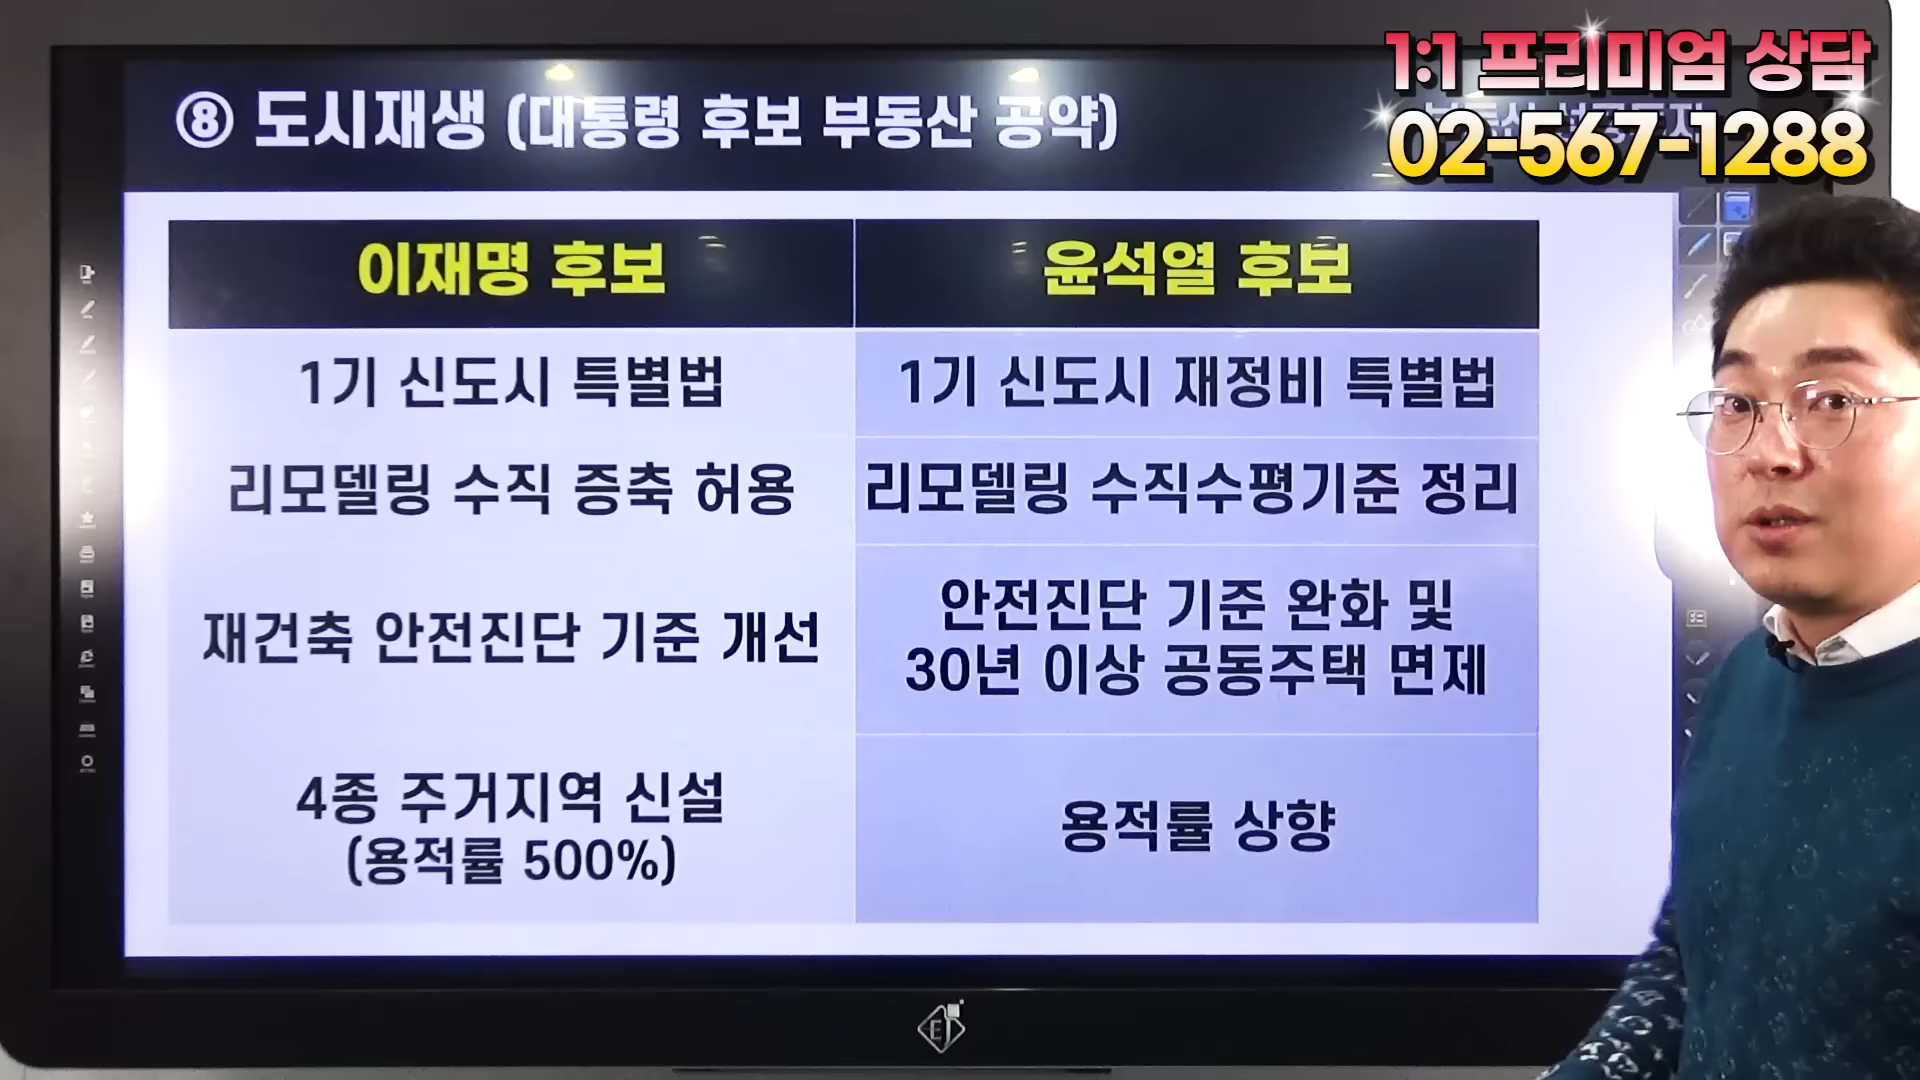 1:1 프리미엄 상담
02-567-1288
⑧ 도시재생 (대통령 후보 부동산 공약)
이재명 후보
윤석열 후보
1기 신도시 특별법
1기 신도시 재정비 특별법
리모델링 수직 증축 허용
리모델링 수직수평기준 정리
재건축 안전진단 기준 개선
안전진단 기준 완화 및
30년 이상 공동주택 면제
4종 주거지역 신설
(용적률 500%)
용적률 상향